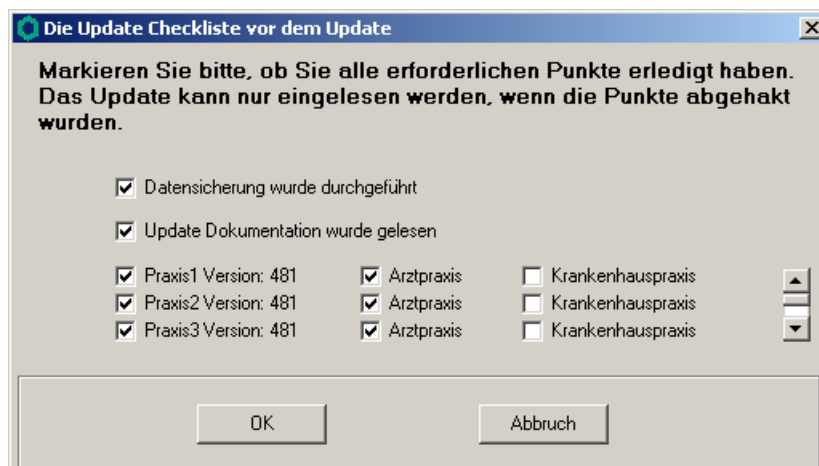 Die Update Checkliste vor dem Update
Markieren Sie bitte, ob Sie alle erforderlichen Punkte erledigt haben.
Das Update kann nur eingelesen werden, wenn die Punkte abgehakt
wurden.
Datensicherung wurde durchgeführt
Update Dokumentation wurde gelesen
Praxis1 Version: 481 Arztpraxis Krankenhauspraxis
Praxis2 Version: 481 Arztpraxis Krankenhauspraxis
Praxis3 Version: 481 Arztpraxis Krankenhauspraxis
OK Abbruch